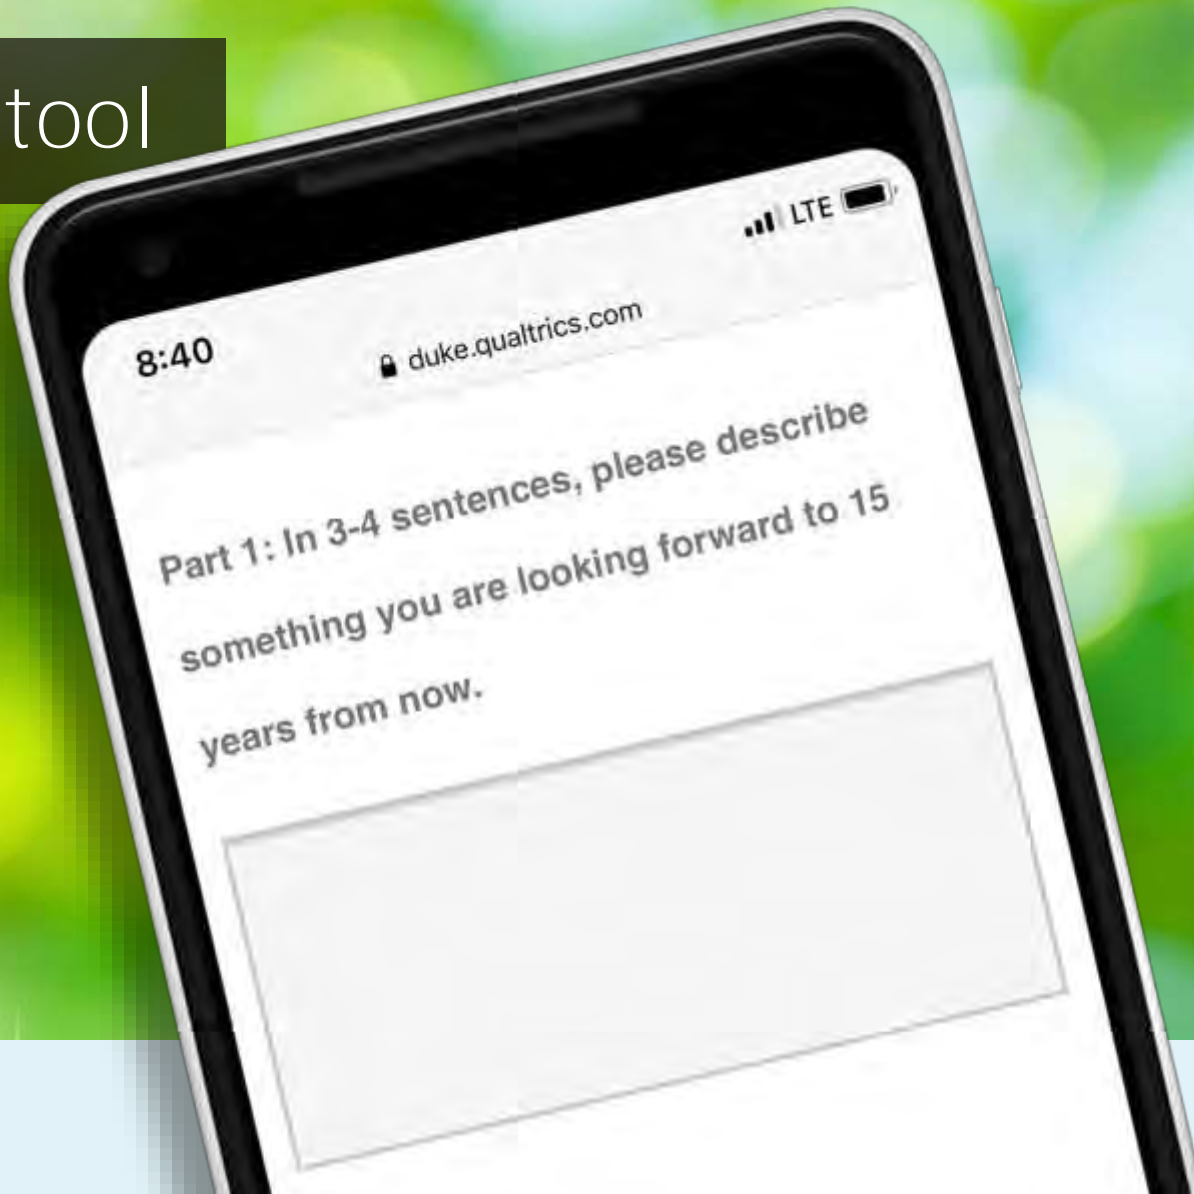 tool
LTE
8:40
duke.qualtrics.com
Part 1: In 3-4 sentences, please describe
something you are looking forward to 15
years from now.